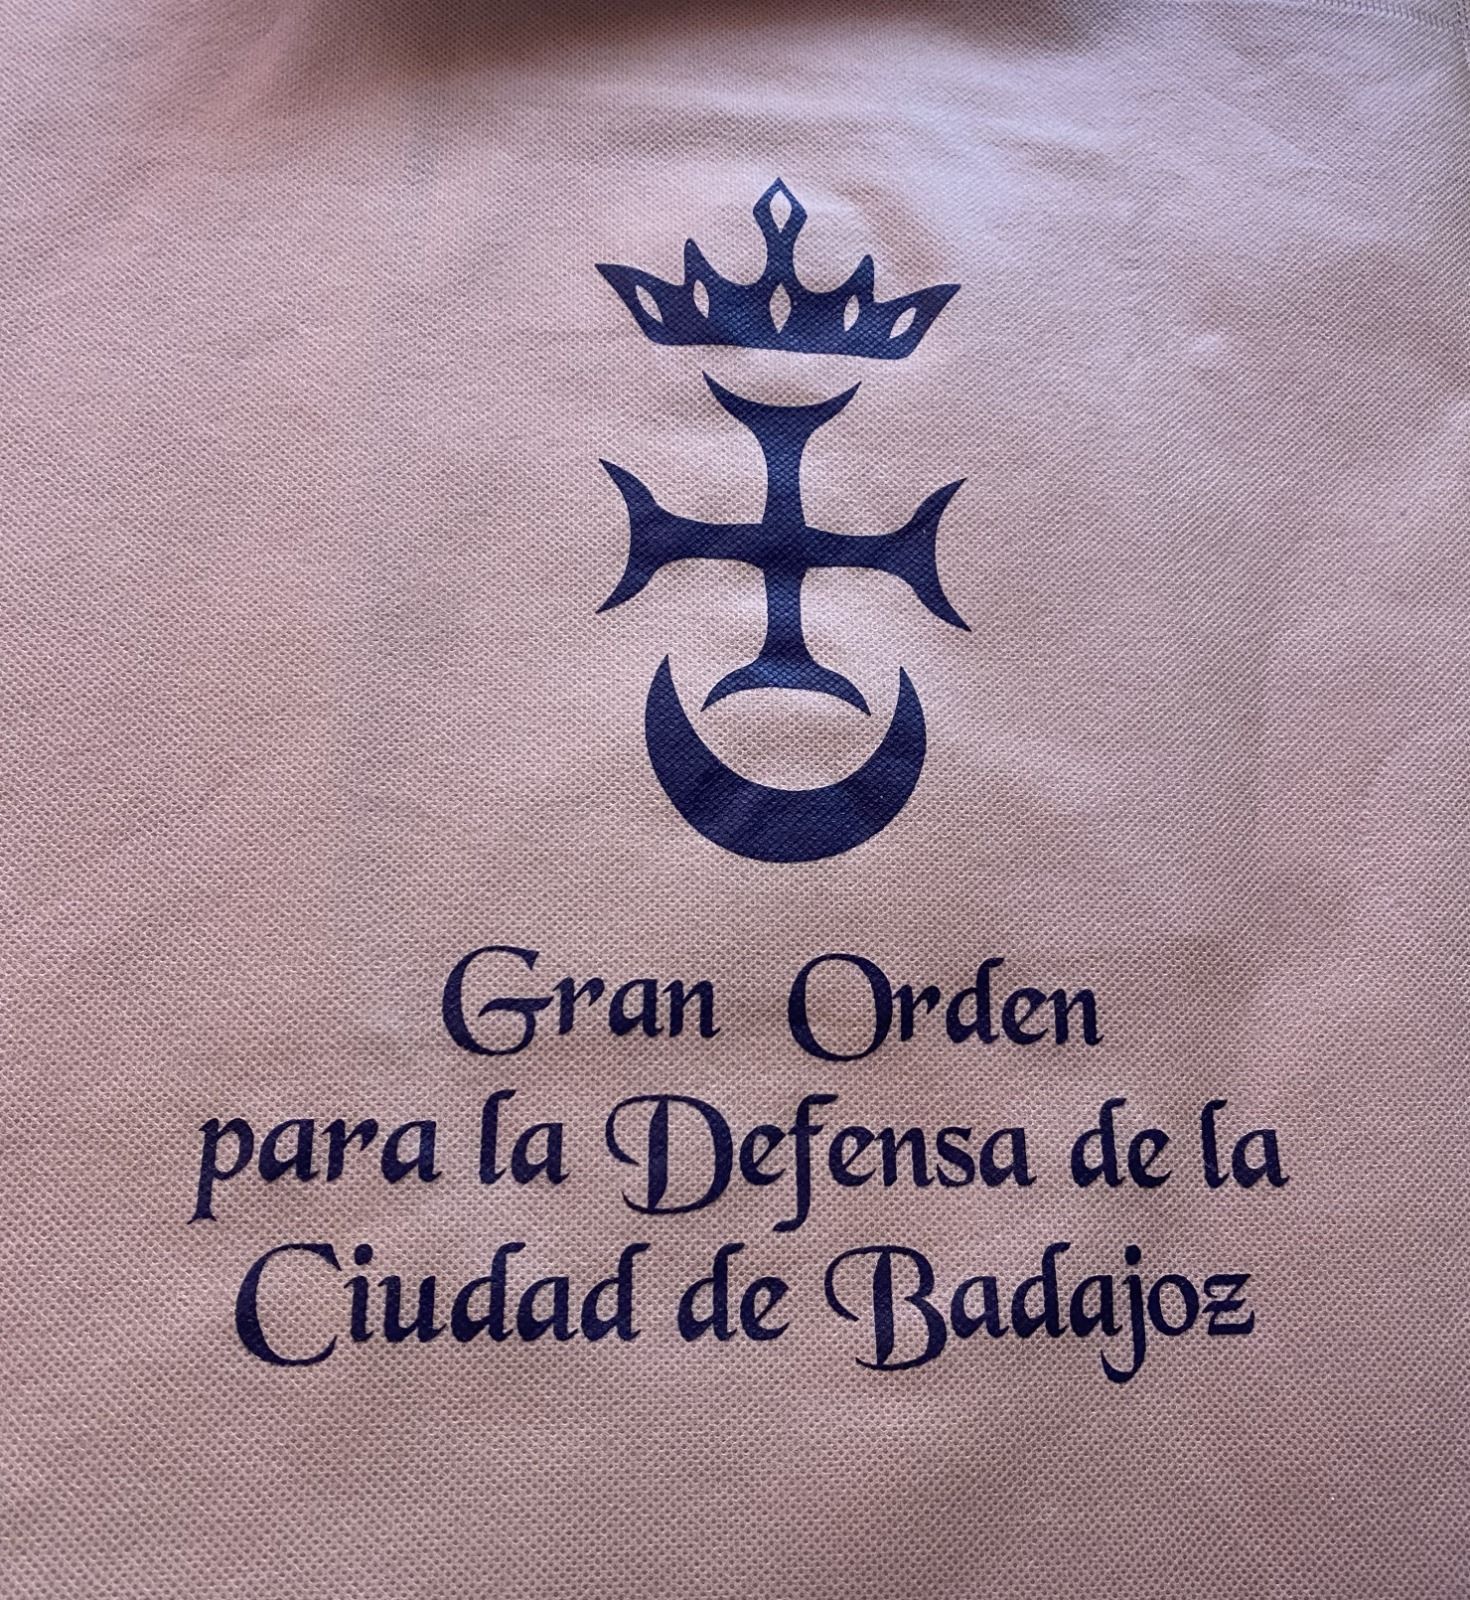 Gran Orden
para la Defensa de la
Ciudad de Badajoz